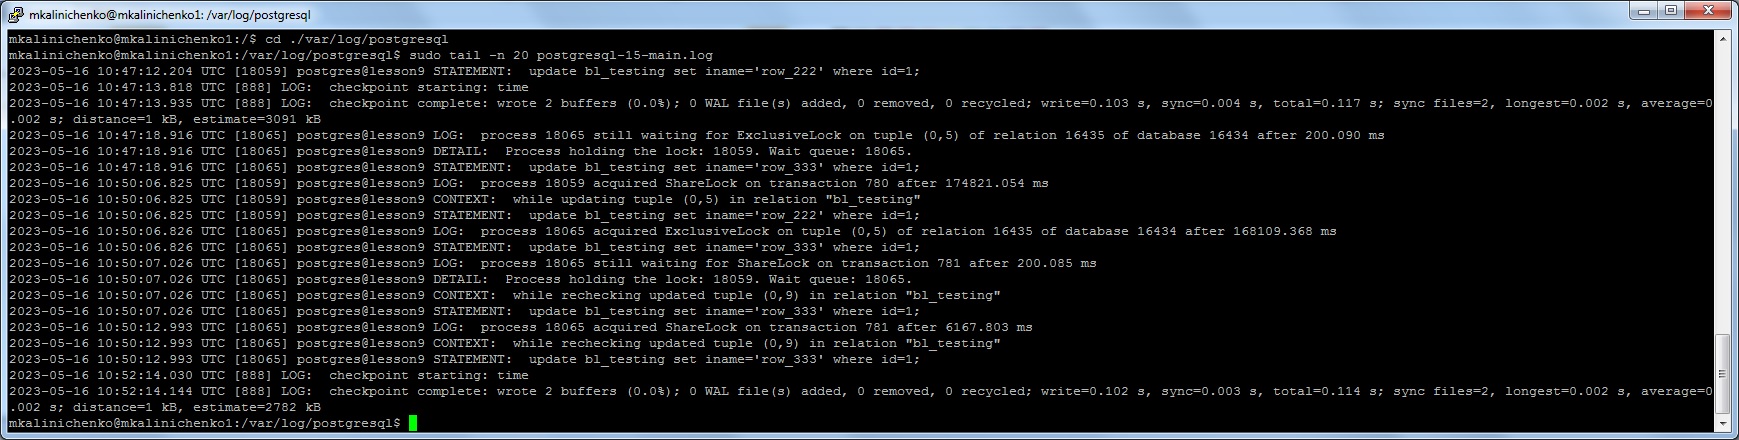 mkalinichenko@mkalinichenko1: /var/log/postgresql
mkalinichenko@mkalinichenko1:/$ cd ./var/log/postgresql
mkalinichenko@mkalinichenko1:/var/log/postgresql$ sudo tail -n 20 postgresql-15-main.log
2023-05-16 10:47:12.204 UTC [18059] postgres@lesson9 STATEMENT:  update bl_testing set iname='row_222' where id=1;
2023-05-16 10:47:13.818 UTC [888] LOG:  checkpoint starting: time
2023-05-16 10:47:13.935 UTC [888] LOG:  checkpoint complete: wrote 2 buffers (0.0%); 0 WAL file(s) added, 0 removed, 0 recycled; write=0.103 s, sync=0.004 s, total=0.117 s; sync files=2, longest=0.002 s, average=0
.002 s; distance=1 kB, estimate=3091 kB
2023-05-16 10:47:18.916 UTC [18065] postgres@lesson9 LOG:  process 18065 still waiting for ExclusiveLock on tuple (0,5) of relation 16435 of database 16434 after 200.090 ms
2023-05-16 10:47:18.916 UTC [18065] postgres@lesson9 DETAIL:  Process holding the lock: 18059. Wait queue: 18065.
2023-05-16 10:47:18.916 UTC [18065] postgres@lesson9 STATEMENT:  update bl_testing set iname='row_333' where id=1;
2023-05-16 10:50:06.825 UTC [18059] postgres@lesson9 LOG:  process 18059 acquired ShareLock on transaction 780 after 174821.054 ms
2023-05-16 10:50:06.825 UTC [18059] postgres@lesson9 CONTEXT:  while updating tuple (0,5) in relation "bl_testing"
2023-05-16 10:50:06.825 UTC [18059] postgres@lesson9 STATEMENT:  update bl_testing set iname='row_222' where id=1;
2023-05-16 10:50:06.826 UTC [18065] postgres@lesson9 LOG:  process 18065 acquired ExclusiveLock on tuple (0,5) of relation 16435 of database 16434 after 168109.368 ms
2023-05-16 10:50:06.826 UTC [18065] postgres@lesson9 STATEMENT:  update bl_testing set iname='row_333' where id=1;
2023-05-16 10:50:07.026 UTC [18065] postgres@lesson9 LOG:  process 18065 still waiting for ShareLock on transaction 781 after 200.085 ms
2023-05-16 10:50:07.026 UTC [18065] postgres@lesson9 DETAIL:  Process holding the lock: 18059. Wait queue: 18065.
2023-05-16 10:50:07.026 UTC [18065] postgres@lesson9 CONTEXT:  while rechecking updated tuple (0,9) in relation "bl_testing"
2023-05-16 10:50:07.026 UTC [18065] postgres@lesson9 STATEMENT:  update bl_testing set iname='row_333' where id=1;
2023-05-16 10:50:12.993 UTC [18065] postgres@lesson9 LOG:  process 18065 acquired ShareLock on transaction 781 after 6167.803 ms
2023-05-16 10:50:12.993 UTC [18065] postgres@lesson9 CONTEXT:  while rechecking updated tuple (0,9) in relation "bl_testing"
2023-05-16 10:50:12.993 UTC [18065] postgres@lesson9 STATEMENT:  update bl_testing set iname='row_333' where id=1;
2023-05-16 10:52:14.030 UTC [888] LOG:  checkpoint starting: time
2023-05-16 10:52:14.144 UTC [888] LOG:  checkpoint complete: wrote 2 buffers (0.0%); 0 WAL file(s) added, 0 removed, 0 recycled; write=0.102 s, sync=0.003 s, total=0.114 s; sync files=2, longest=0.002 s, average=0
.002 s; distance=1 kB, estimate=2782 kB
mkalinichenko@mkalinichenko1:/var/log/postgresql$